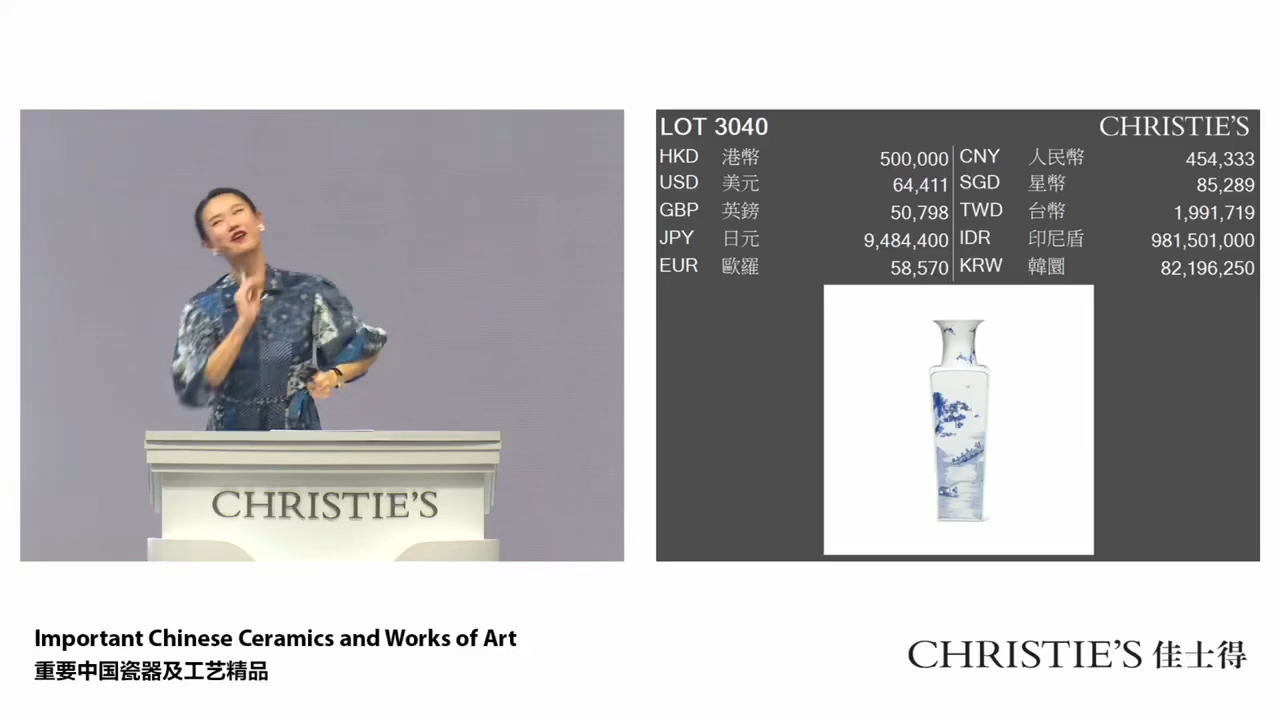 LOT 3040 CHRISTIE'S
HKD 港幣 500,000 CNY 人民幣 454,333
USD 美元 64,411 SGD 星幣 85,289
GBP 英鎊 50,798 TWD 台幣 1,991,719
JPY 日元 9,484,400 IDR 印尼盾 981,501,000
EUR 歐羅 58,570 KRW 韓圜 82,196,250
CHRISTIE'S
Important Chinese Ceramics and Works of Art
重要中国瓷器及工艺精品
CHRISTIE'S 佳士得